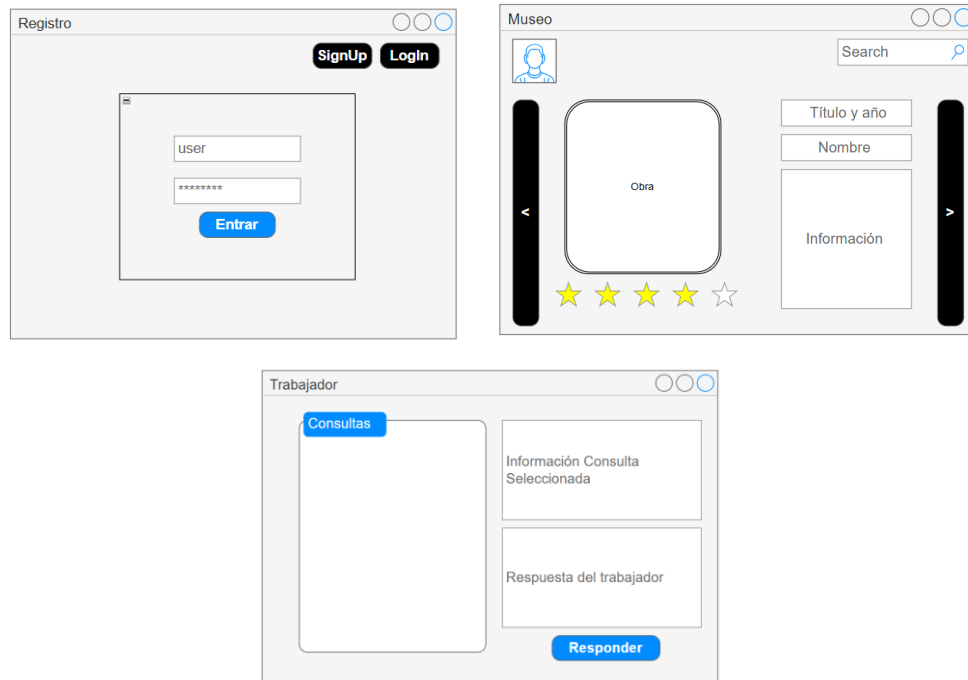 Registro
SignUp
LogIn
user
********
Entrar
Museo
Search
Título y año
Nombre
Obra
<
>
Información
Trabajador
Consultas
Información Consulta
Seleccionada
Respuesta del trabajador
Responder